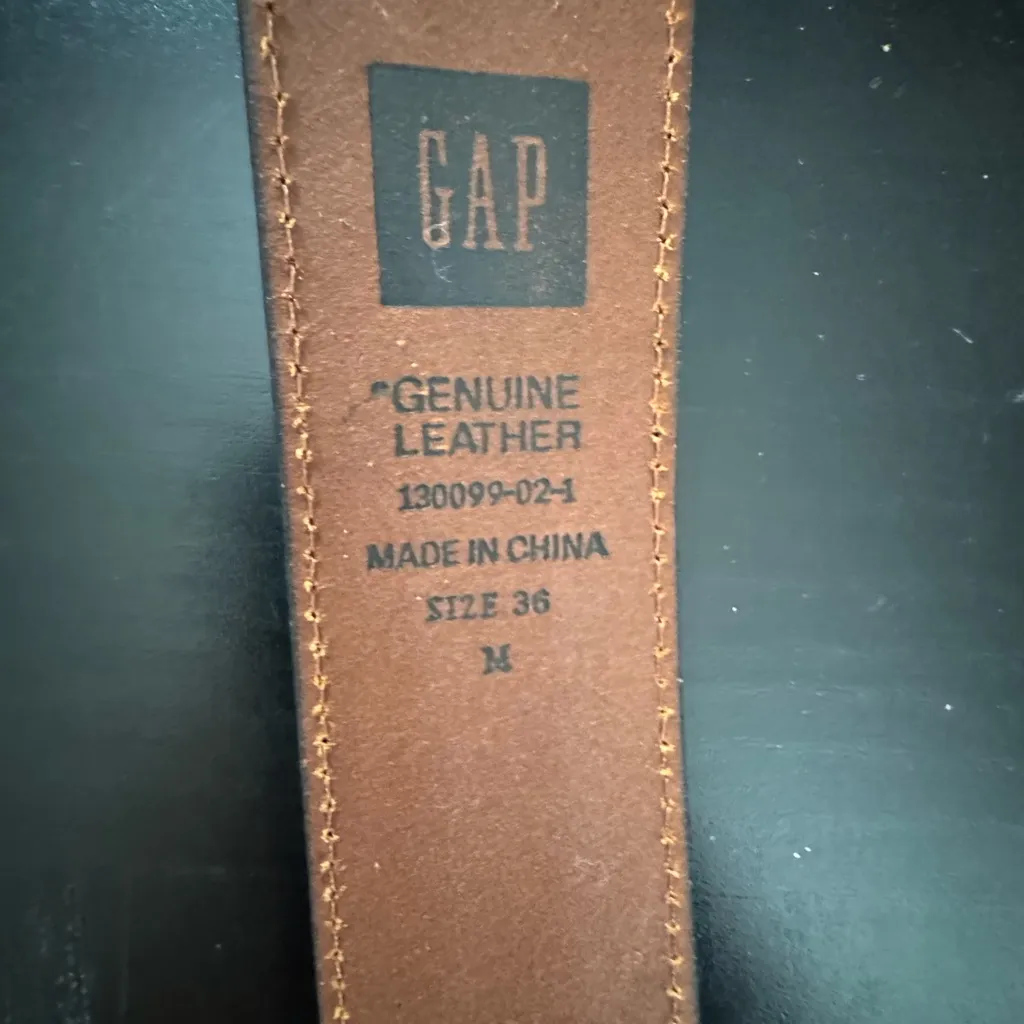 GAP
*GENUINE
LEATHER
130099-02-1
MADE IN CHINA
SIZE 36
M